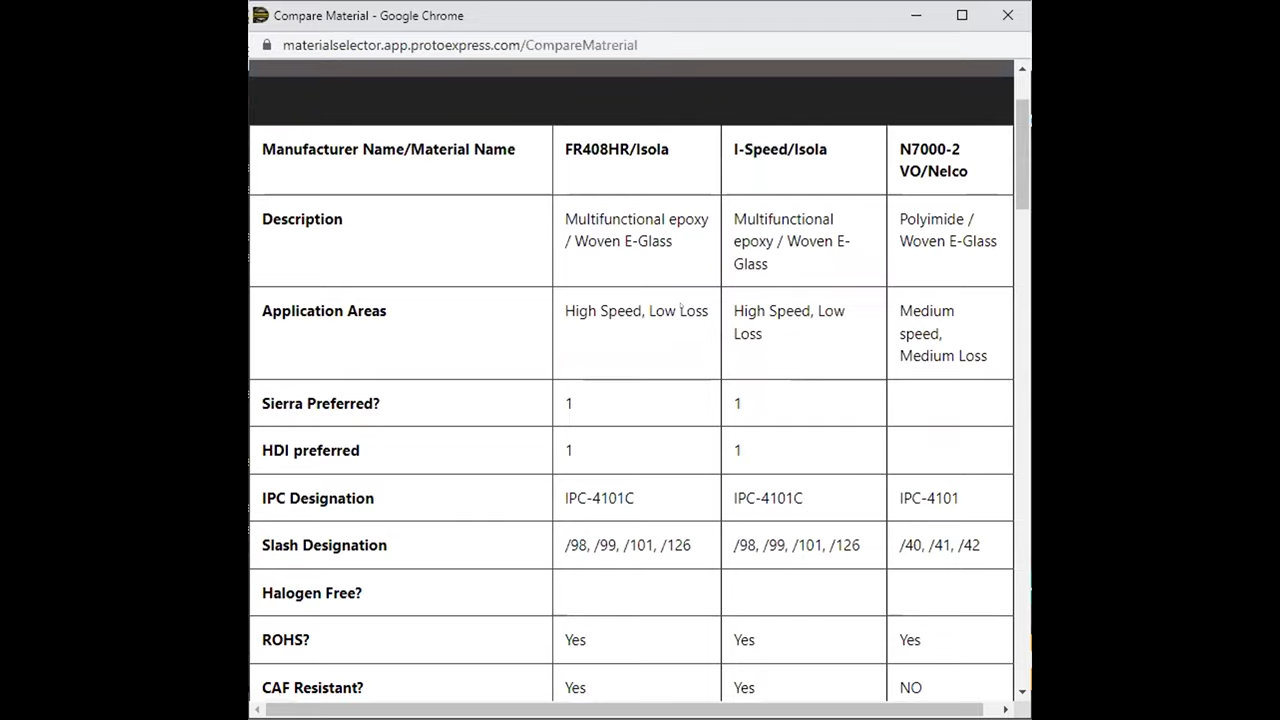 Compare Material - Google Chrome
materialselector.app.protoexpress.com/CompareMatrerial
Manufacturer Name/Material Name
FR408HR/Isola
I-Speed/Isola
N7000-2
VO/Nelco
Description
Multifunctional epoxy
/ Woven E-Glass
Multifunctional
epoxy / Woven E-
Glass
Polyimide /
Woven E-Glass
Application Areas
High Speed, Low Loss
High Speed, Low
Loss
Medium
speed,
Medium Loss
Sierra Preferred?
1
1
HDI preferred
1
1
IPC Designation
IPC-4101C
IPC-4101C
IPC-4101
Slash Designation
/98, /99, /101, /126
/98, /99, /101, /126
/40, /41, /42
Halogen Free?
ROHS?
Yes
Yes
Yes
CAF Resistant?
Yes
Yes
NO